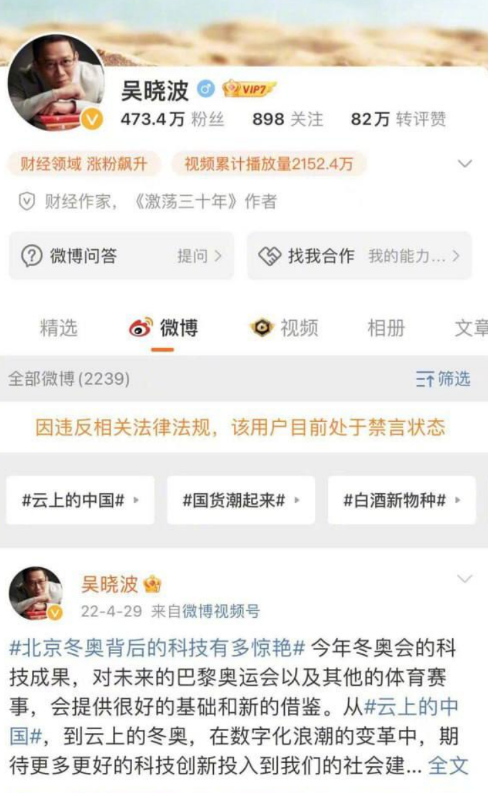 吴晓波 VIP7
473.4万 粉丝 898 关注 82万 转评赞
财经领域 涨粉飙升 视频累计播放量2152.4万
财经作家，《激荡三十年》作者
微博问答 提问 找我合作 我的能力...
精选 微博 视频 相册 文章
全部微博(2239) 筛选
因违反相关法律法规，该用户目前处于禁言状态
#云上的中国# #国货潮起来# #白酒新物种#
吴晓波
22-4-29 来自微博视频号
#北京冬奥背后的科技有多惊艳# 今年冬奥会的科
技成果，对未来的巴黎奥运会以及其他的体育赛
事，会提供很好的基础和新的借鉴。从#云上的中
国#，到云上的冬奥，在数字化浪潮的变革中，期
待更多更好的科技创新投入到我们的社会建... 全文